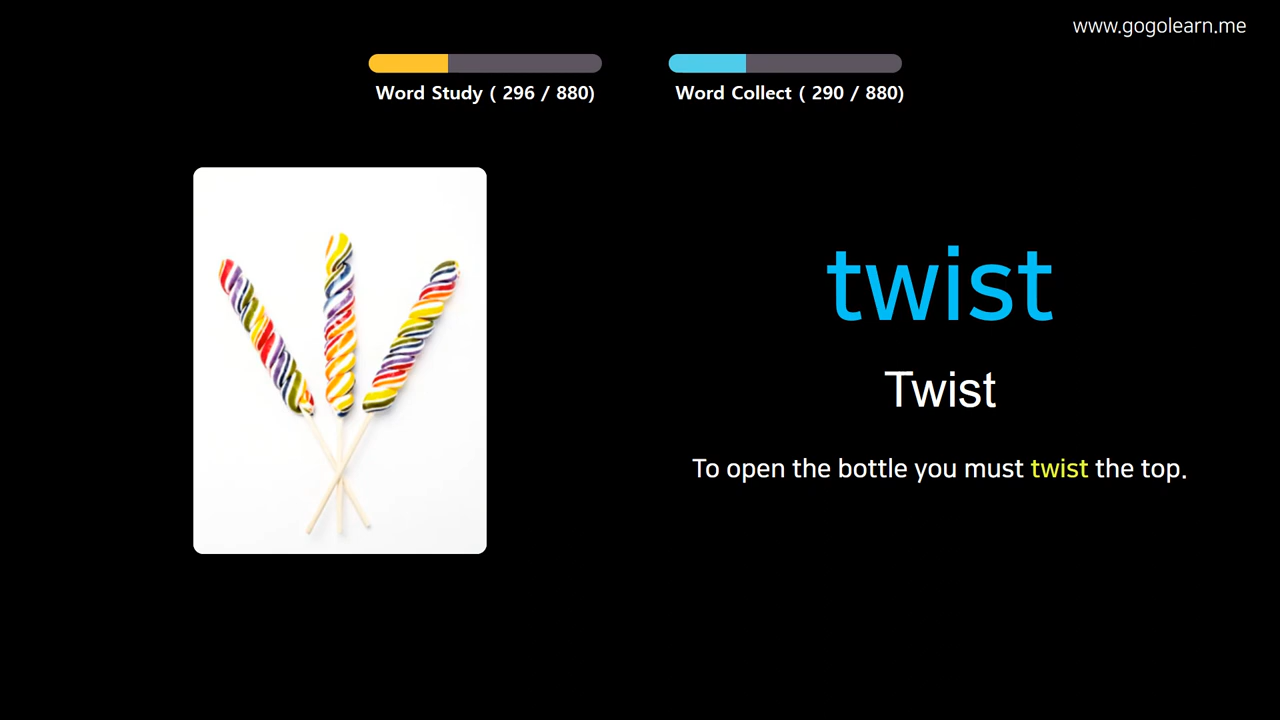 www.gogolearn.me
Word Study ( 296 / 880)
Word Collect ( 290 / 880)
twist
Twist
To open the bottle you must twist the top.